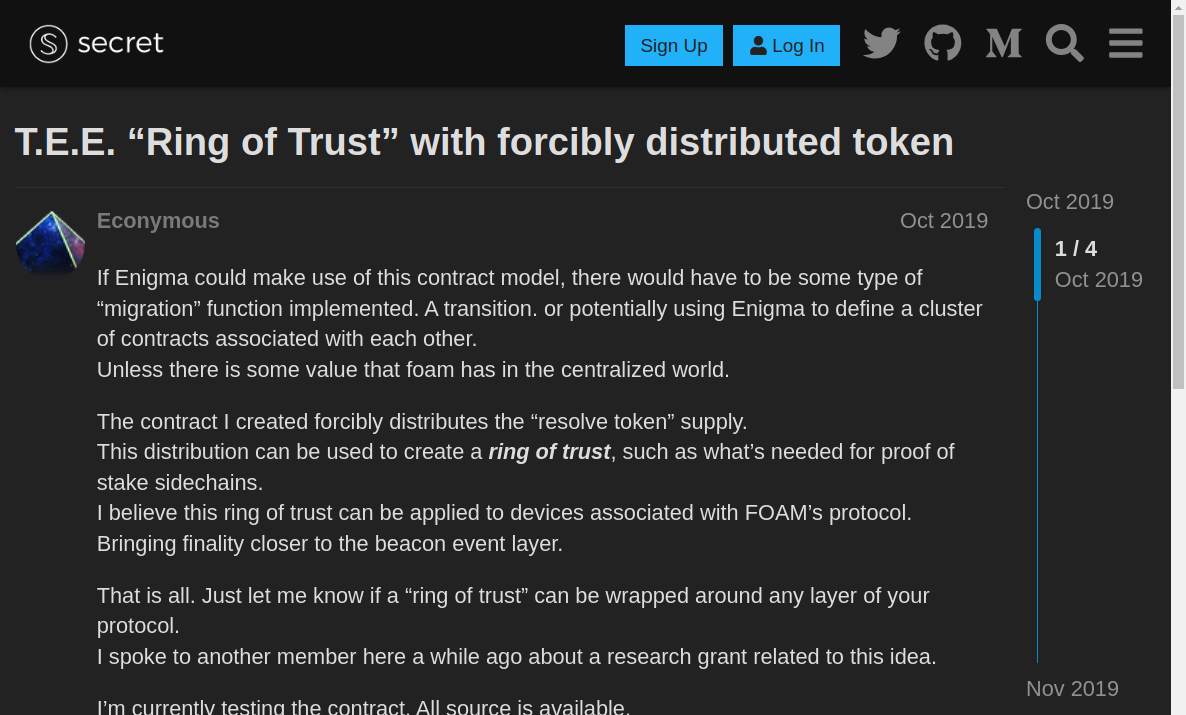 secret
Sign Up
Log In
T.E.E. “Ring of Trust” with forcibly distributed token
Econymous
Oct 2019
If Enigma could make use of this contract model, there would have to be some type of
“migration” function implemented. A transition. or potentially using Enigma to define a cluster
of contracts associated with each other.
Unless there is some value that foam has in the centralized world.
The contract I created forcibly distributes the “resolve token” supply.
This distribution can be used to create a ring of trust, such as what’s needed for proof of
stake sidechains.
I believe this ring of trust can be applied to devices associated with FOAM’s protocol.
Bringing finality closer to the beacon event layer.
That is all. Just let me know if a “ring of trust” can be wrapped around any layer of your
protocol.
I spoke to another member here a while ago about a research grant related to this idea.
I’m currently testing the contract. All source is available.
Oct 2019
1 / 4
Oct 2019
Nov 2019